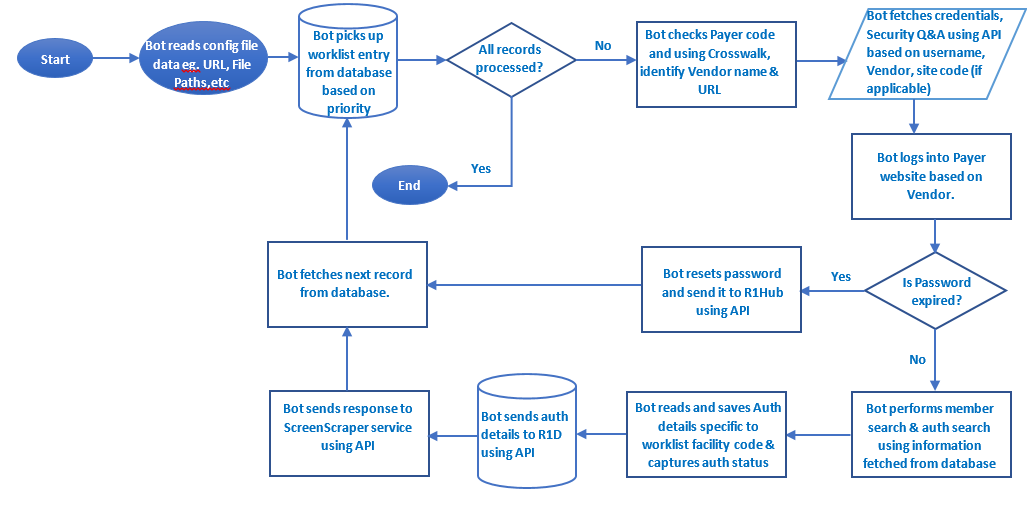 Start
Bot reads config file
data eg. URL, File
Paths,etc
Bot picks up
worklist entry
from database
based on
priority
All records
processed?
No
Bot checks Payer code
and using Crosswalk,
identify Vendor name &
URL
Bot fetches credentials,
Security Q&A using API
based on username,
Vendor, site code (if
applicable)
Yes
End
Bot logs into Payer
website based on
Vendor.
Is Password
expired?
Yes
Bot resets password
and send it to R1Hub
using API
Bot fetches next record
from database.
No
Bot performs member
search & auth search
using information
fetched from database
Bot reads and saves Auth
details specific to
worklist facility code &
captures auth status
Bot sends auth
details to R1D
using API
Bot sends response to
ScreenScraper service
using API